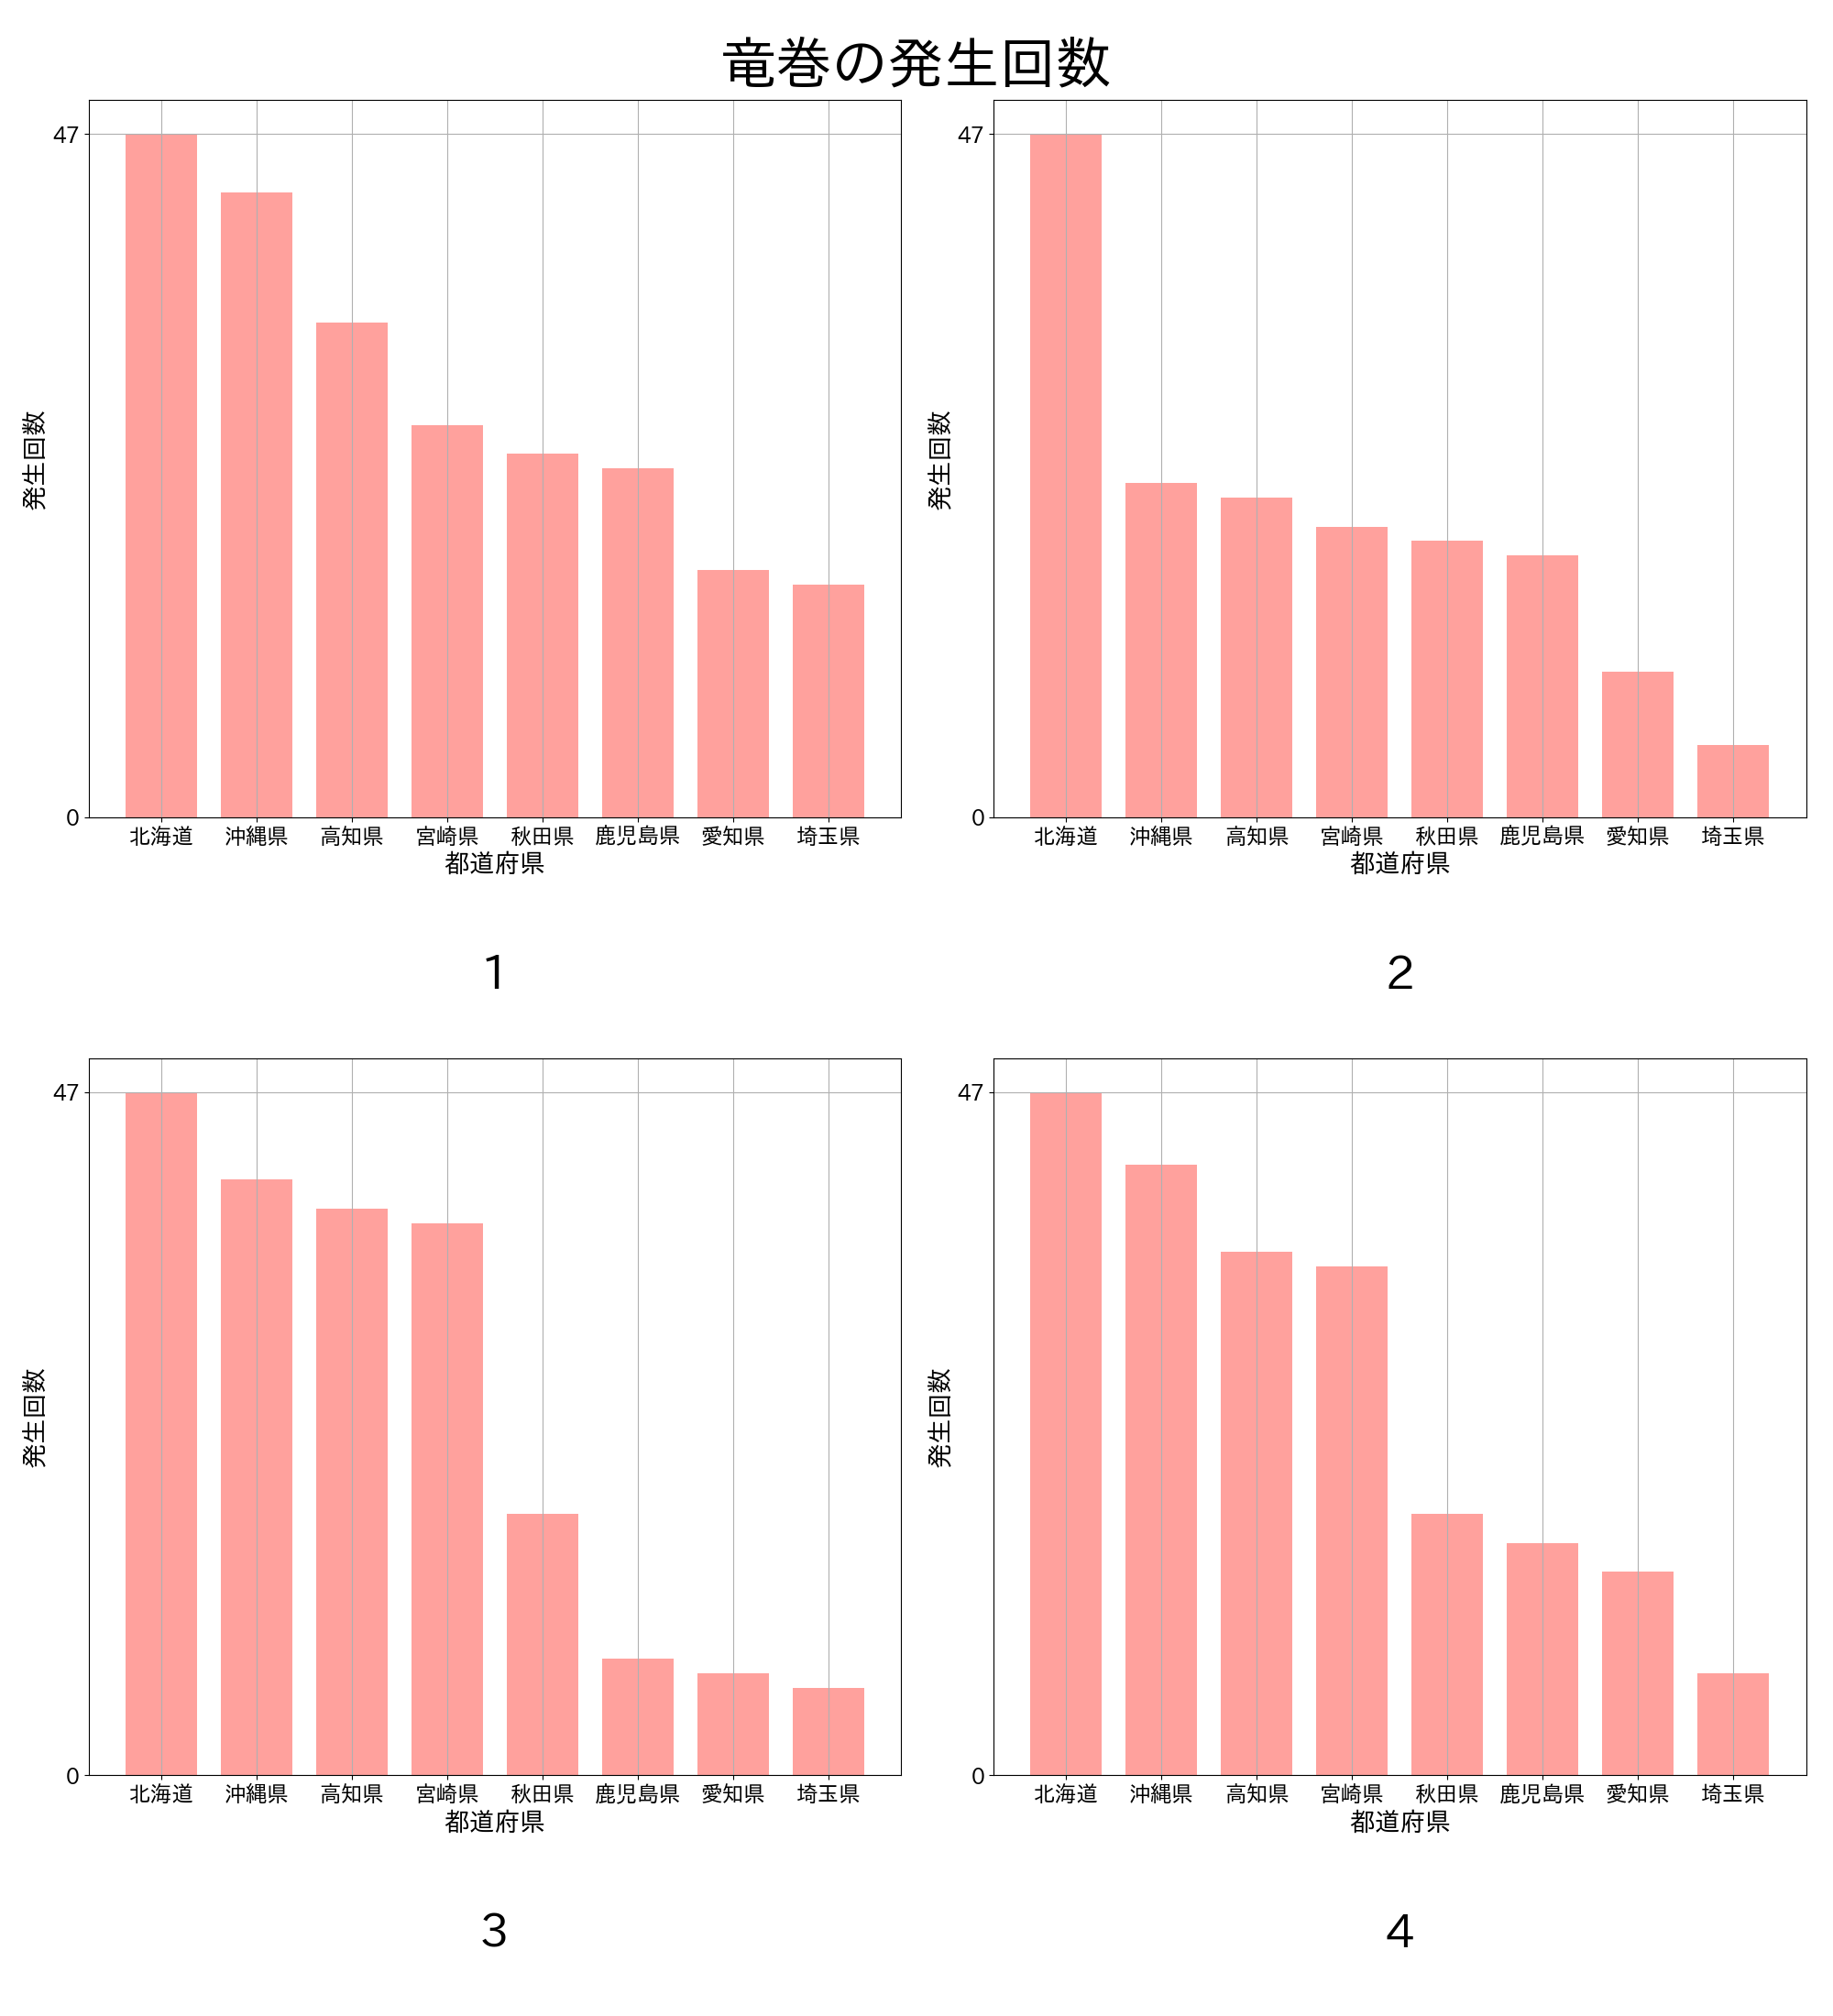 竜巻の発生回数
47
0
発生回数
北海道 沖縄県 高知県 宮崎県 秋田県 鹿児島県 愛知県 埼玉県
都道府県
1
47
0
発生回数
北海道 沖縄県 高知県 宮崎県 秋田県 鹿児島県 愛知県 埼玉県
都道府県
2
47
0
発生回数
北海道 沖縄県 高知県 宮崎県 秋田県 鹿児島県 愛知県 埼玉県
都道府県
3
47
0
発生回数
北海道 沖縄県 高知県 宮崎県 秋田県 鹿児島県 愛知県 埼玉県
都道府県
4